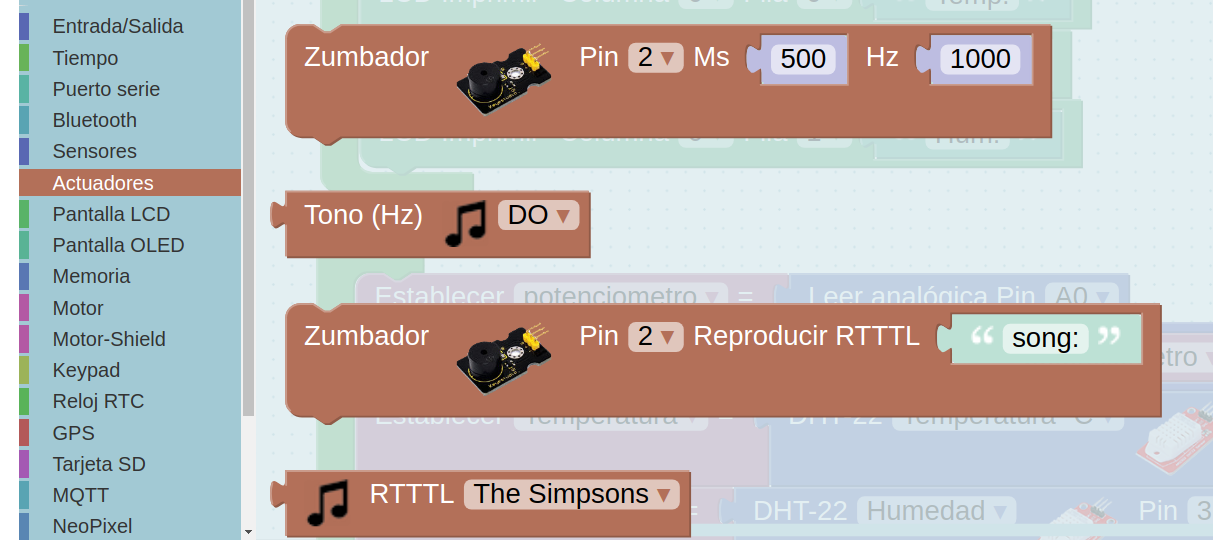 Entrada/Salida
Tiempo
Puerto serie
Bluetooth
Sensores
Actuadores
Pantalla LCD
Pantalla OLED
Memoria
Motor
Motor-Shield
Keypad
Reloj RTC
GPS
Tarjeta SD
MQTT
NeoPixel
Zumbador Pin 2 Ms 500 Hz 1000
Tono (Hz) DO
Establecer potenciometro = Leer analógica Pin A0
Zumbador Pin 2 Reproducir RTTTL “ song: ”
Establecer Temperatura = DHT-22 Temperatura °C
RTTTL The Simpsons
= DHT-22 Humedad Pin 3